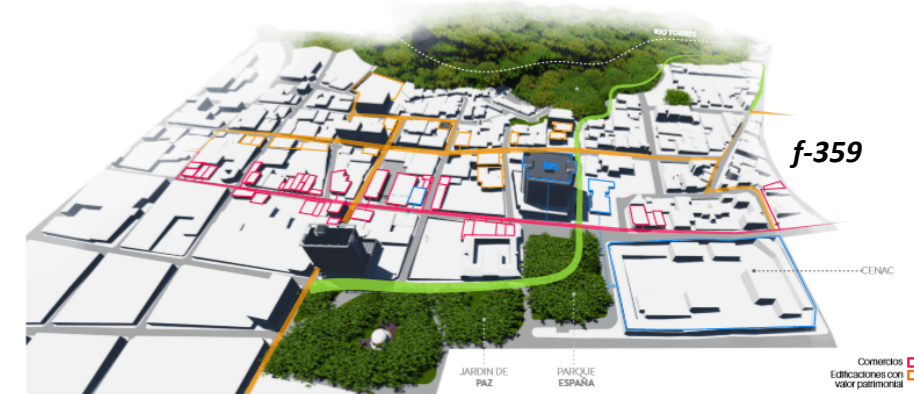 RIO TORRES
f-359
CENAC
JARDIN DE
PAZ
PARQUE
ESPAÑA
Comercios
Edificaciones con
valor patrimonial